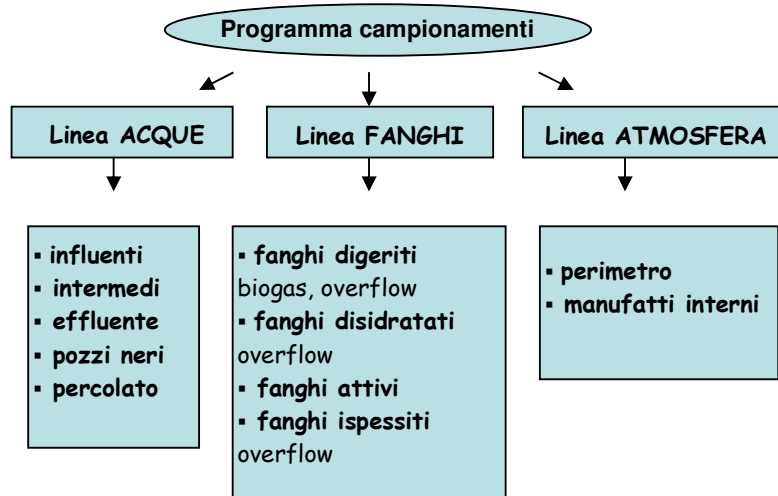 Programma campionamenti
Linea ACQUE
Linea FANGHI
Linea ATMOSFERA
▪ influenti
▪ intermedi
▪ effluente
▪ pozzi neri
▪ percolato
▪ fanghi digeriti
biogas, overflow
▪ fanghi disidratati
overflow
▪ fanghi attivi
▪ fanghi ispessiti
overflow
▪ perimetro
▪ manufatti interni